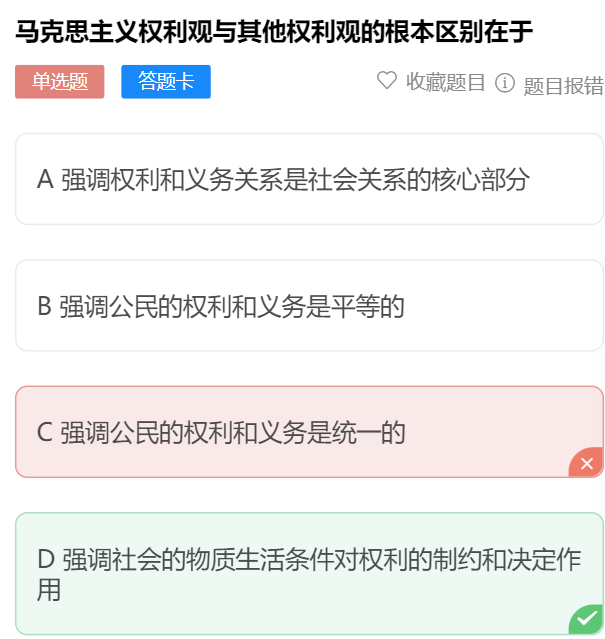 马克思主义权利观与其他权利观的根本区别在于
单选题 答题卡 收藏题目 题目报错
A 强调权利和义务关系是社会关系的核心部分
B 强调公民的权利和义务是平等的
C 强调公民的权利和义务是统一的
D 强调社会的物质生活条件对权利的制约和决定作
用